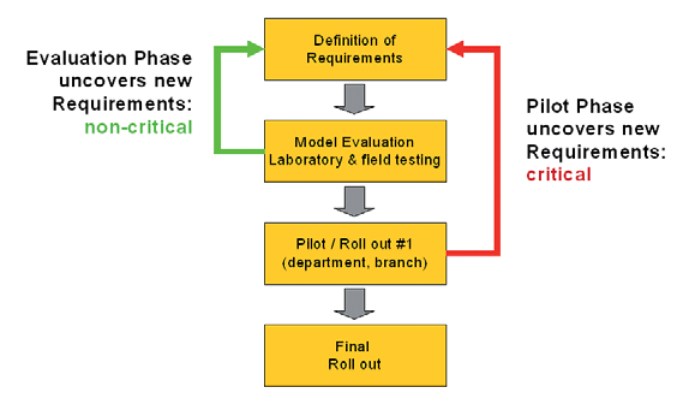 Definition of
Requirements
Evaluation Phase
uncovers new
Requirements:
non-critical
Pilot Phase
uncovers new
Requirements:
critical
Model Evaluation
Laboratory & field testing
Pilot / Roll out #1
(department, branch)
Final
Roll out